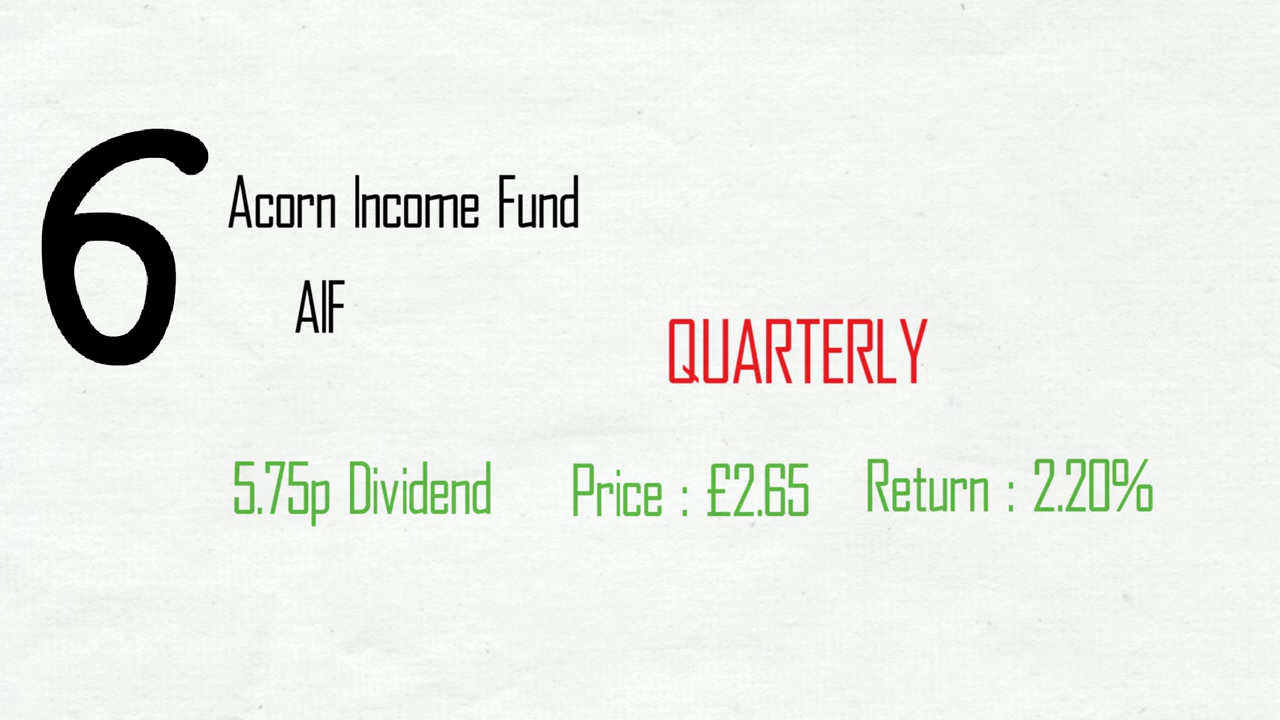 6
Acorn Income Fund
AIF
QUARTERLY
5.75p Dividend
Price : £2.65
Return : 2.20%